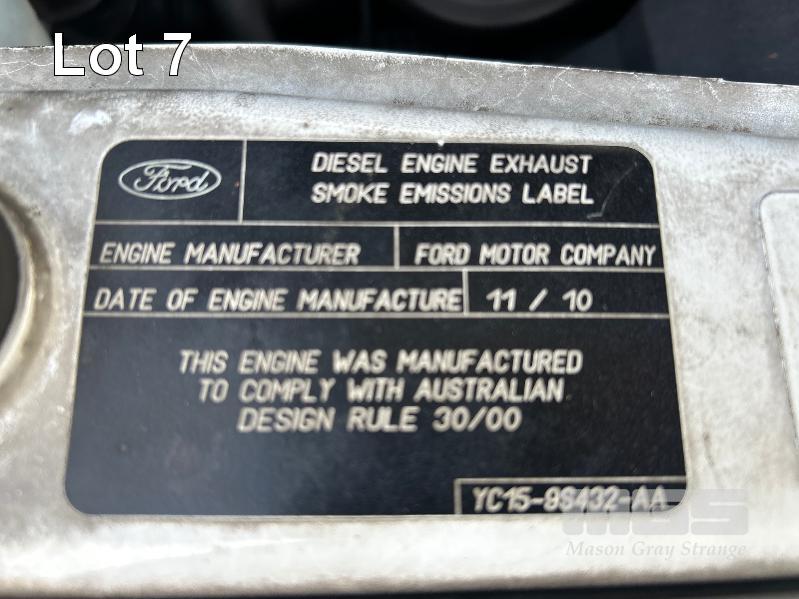 Lot 7
Ford
DIESEL ENGINE EXHAUST
SMOKE EMISSIONS LABEL
ENGINE MANUFACTURER
FORD MOTOR COMPANY
DATE OF ENGINE MANUFACTURE
11 / 10
THIS ENGINE WAS MANUFACTURED
TO COMPLY WITH AUSTRALIAN
DESIGN RULE 30/00
YC15-9S432-AA
MGS
Mason Gray Strange